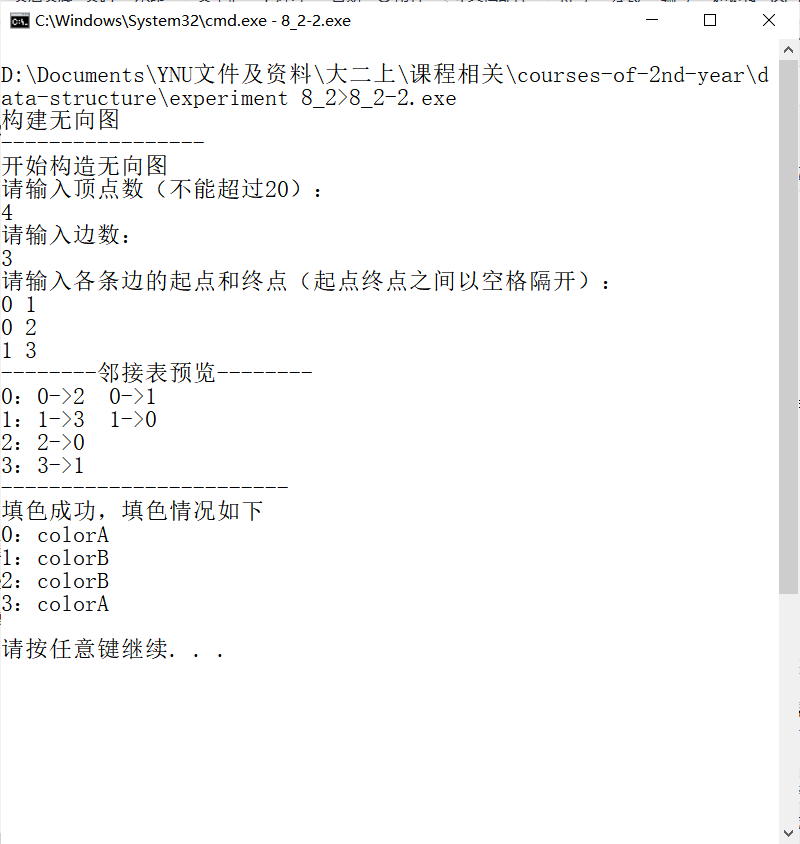 C:\Windows\System32\cmd.exe - 8_2-2.exe
D:\Documents\YNU文件及资料\大二上\课程相关\courses-of-2nd-year\d
ata-structure\experiment 8_2>8_2-2.exe
构建无向图
-----------------
开始构造无向图
请输入顶点数（不能超过20）：
4
请输入边数：
3
请输入各条边的起点和终点（起点终点之间以空格隔开）：
0 1
0 2
1 3
--------邻接表预览--------
0：0->2  0->1
1：1->3  1->0
2：2->0
3：3->1
------------------------
填色成功，填色情况如下
0：colorA
1：colorB
2：colorB
3：colorA
请按任意键继续. . .